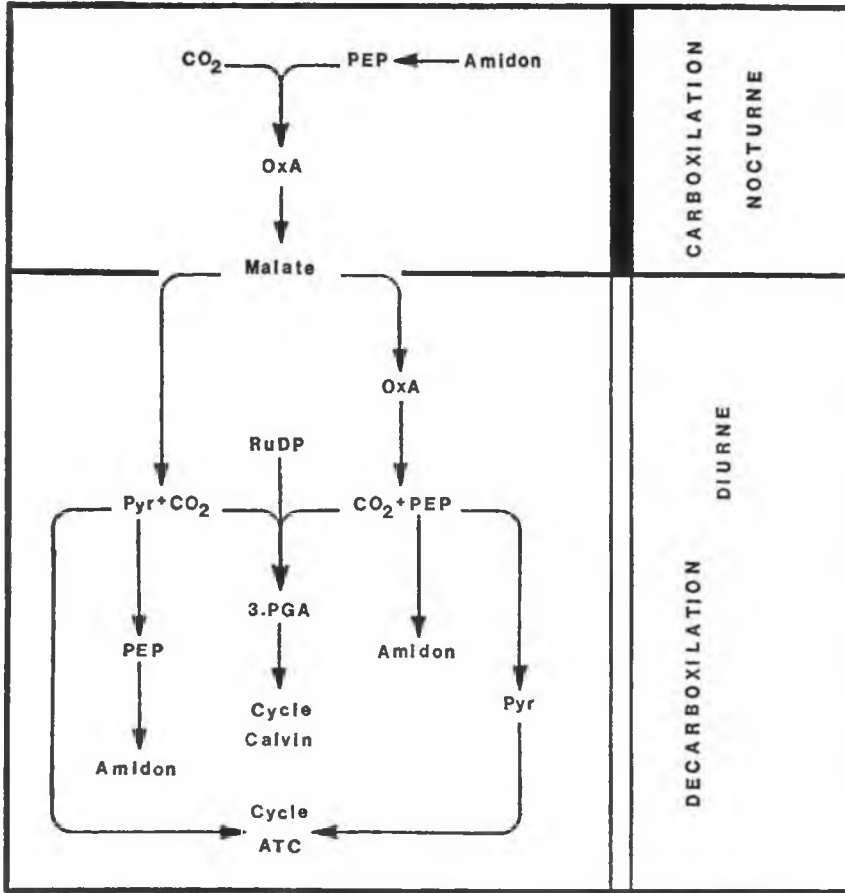 CO2 PEP Amidon
OxA
Malate
OxA
RuDP
Pyr+CO2 CO2+PEP
3.PGA
PEP
Amidon
Cycle
Calvin
Pyr
Amidon
Cycle
ATC
CARBOXILATION
NOCTURNE
DECARBOXILATION
DIURNE